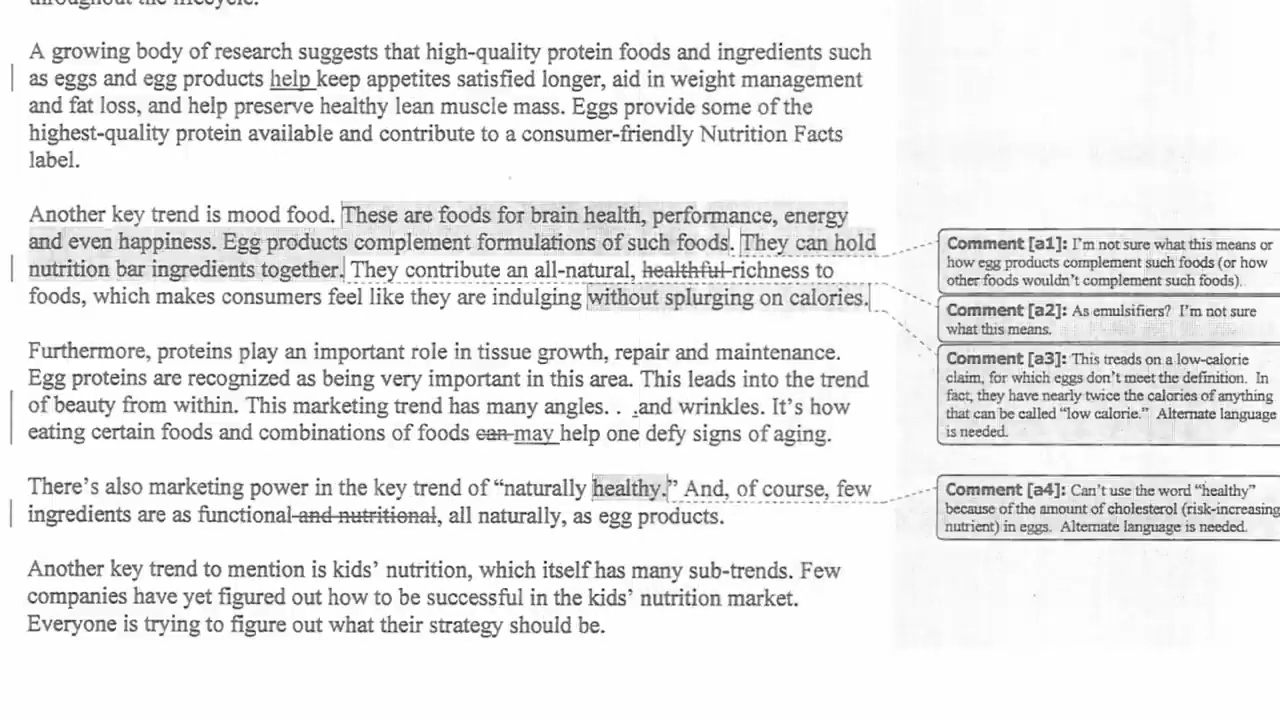 throughout the lifecycle.
A growing body of research suggests that high-quality protein foods and ingredients such
as eggs and egg products help keep appetites satisfied longer, aid in weight management
and fat loss, and help preserve healthy lean muscle mass. Eggs provide some of the
highest-quality protein available and contribute to a consumer-friendly Nutrition Facts
label.
Another key trend is mood food. These are foods for brain health, performance, energy
and even happiness. Egg products complement formulations of such foods. They can hold
nutrition bar ingredients together. They contribute an all-natural, healthful richness to
foods, which makes consumers feel like they are indulging without splurging on calories.
Furthermore, proteins play an important role in tissue growth, repair and maintenance.
Egg proteins are recognized as being very important in this area. This leads into the trend
of beauty from within. This marketing trend has many angles. . .and wrinkles. It's how
eating certain foods and combinations of foods can may help one defy signs of aging.
There's also marketing power in the key trend of "naturally healthy." And, of course, few
ingredients are as functional and nutritional, all naturally, as egg products.
Another key trend to mention is kids' nutrition, which itself has many sub-trends. Few
companies have yet figured out how to be successful in the kids' nutrition market.
Everyone is trying to figure out what their strategy should be.
Comment [a1]: I'm not sure what this means or
how egg products complement such foods (or how
other foods wouldn't complement such foods).
Comment [a2]: As emulsifiers? I'm not sure
what this means.
Comment [a3]: This treads on a low-calorie
claim, for which eggs don't meet the definition. In
fact, they have nearly twice the calories of anything
that can be called "low calorie." Alternate language
is needed.
Comment [a4]: Can't use the word "healthy"
because of the amount of cholesterol (risk-increasing
nutrient) in eggs. Alternate language is needed.